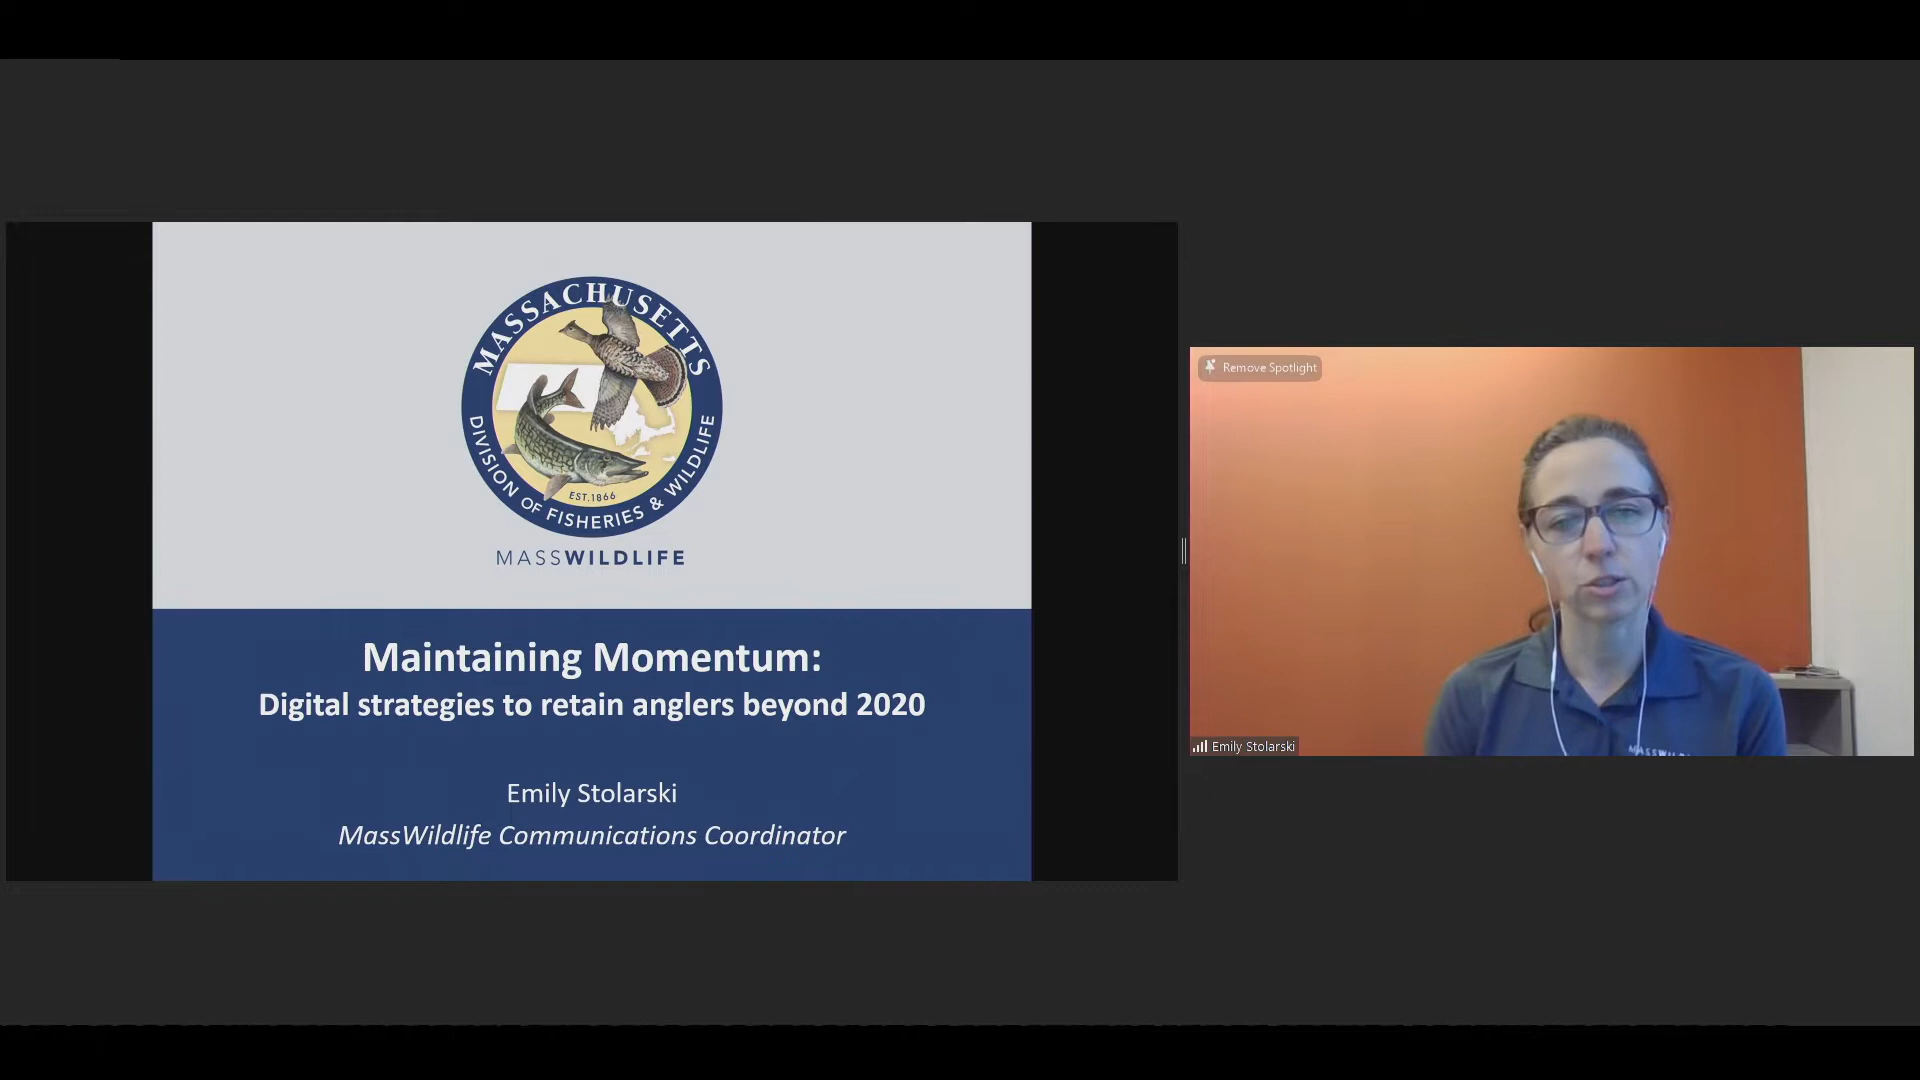 MASSACHUSETTS
DIVISION OF FISHERIES & WILDLIFE
EST.1866
MASSWILDLIFE
Maintaining Momentum:
Digital strategies to retain anglers beyond 2020
Emily Stolarski
MassWildlife Communications Coordinator
Remove Spotlight
Emily Stolarski